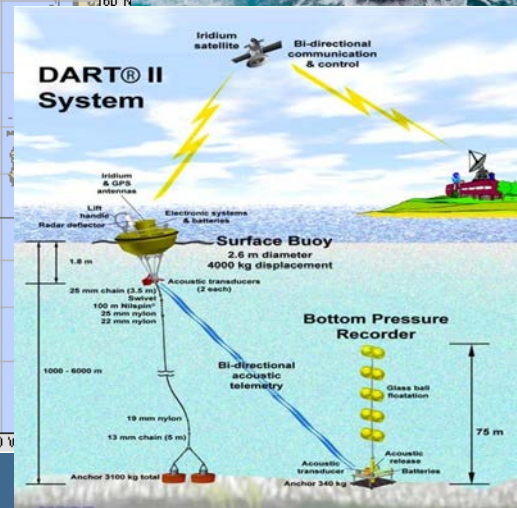 Iridium
satellite
Bi-directional
communication
& control
DART® II
System
Iridium
& GPS
antennas
Lift
handle
Radar deflector
Electronic systems
& batteries
Surface Buoy
2.6 m diameter
4000 kg displacement
1.8 m
Acoustic transducers
(2 each)
25 mm chain (3.5 m)
Swivel
100 m Nilspin®
25 mm nylon
22 mm nylon
Bottom Pressure
Recorder
1000 - 6000 m
Bi-directional
acoustic
telemetry
Glass ball
floatation
75 m
19 mm nylon
13 mm chain (5 m)
Acoustic
release
Acoustic
transducer
Batteries
Anchor 3100 kg total
Anchor 340 kg